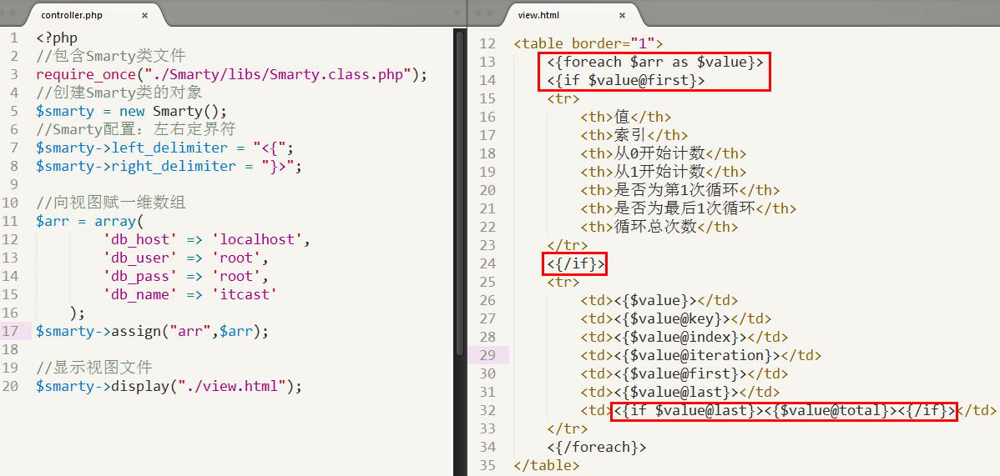 controller.php ×
1 <?php
2 //包含Smarty类文件
3 require_once("./Smarty/libs/Smarty.class.php");
4 //创建Smarty类的对象
5 $smarty = new Smarty();
6 //Smarty配置：左右定界符
7 $smarty->left_delimiter = "<{";
8 $smarty->right_delimiter = "}>";
9
10 //向视图赋一维数组
11 $arr = array(
12 'db_host' => 'localhost',
13 'db_user' => 'root',
14 'db_pass' => 'root',
15 'db_name' => 'itcast'
16 );
17 $smarty->assign("arr",$arr);
18
19 //显示视图文件
20 $smarty->display("./view.html");
view.html ×
12 <table border="1">
13 <{foreach $arr as $value}>
14 <{if $value@first}>
15 <tr>
16 <th>值</th>
17 <th>索引</th>
18 <th>从0开始计数</th>
19 <th>从1开始计数</th>
20 <th>是否为第1次循环</th>
21 <th>是否为最后1次循环</th>
22 <th>循环总次数</th>
23 </tr>
24 <{/if}>
25 <tr>
26 <td><{$value}></td>
27 <td><{$value@key}></td>
28 <td><{$value@index}></td>
29 <td><{$value@iteration}></td>
30 <td><{$value@first}></td>
31 <td><{$value@last}></td>
32 <td><{if $value@last}><{$value@total}><{/if}></td>
33 </tr>
34 <{/foreach}>
35 </table>